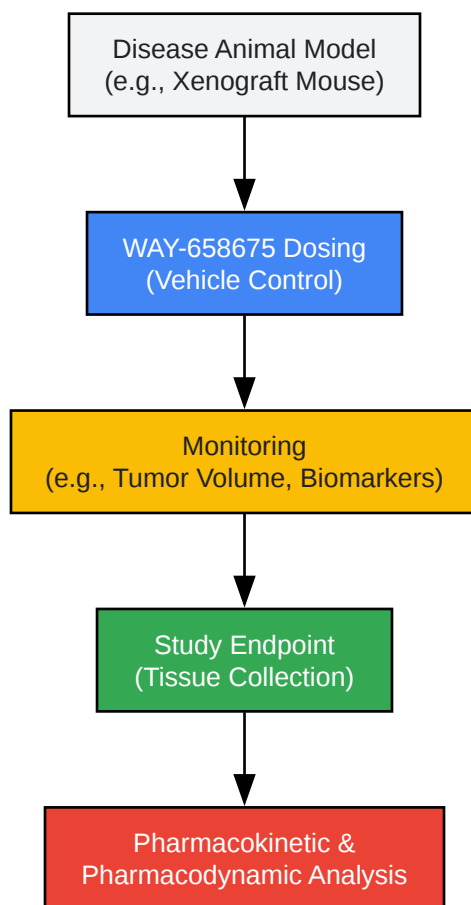 Disease Animal Model
(e.g., Xenograft Mouse)
WAY-658675 Dosing
(Vehicle Control)
Monitoring
(e.g., Tumor Volume, Biomarkers)
Study Endpoint
(Tissue Collection)
Pharmacokinetic &
Pharmacodynamic Analysis